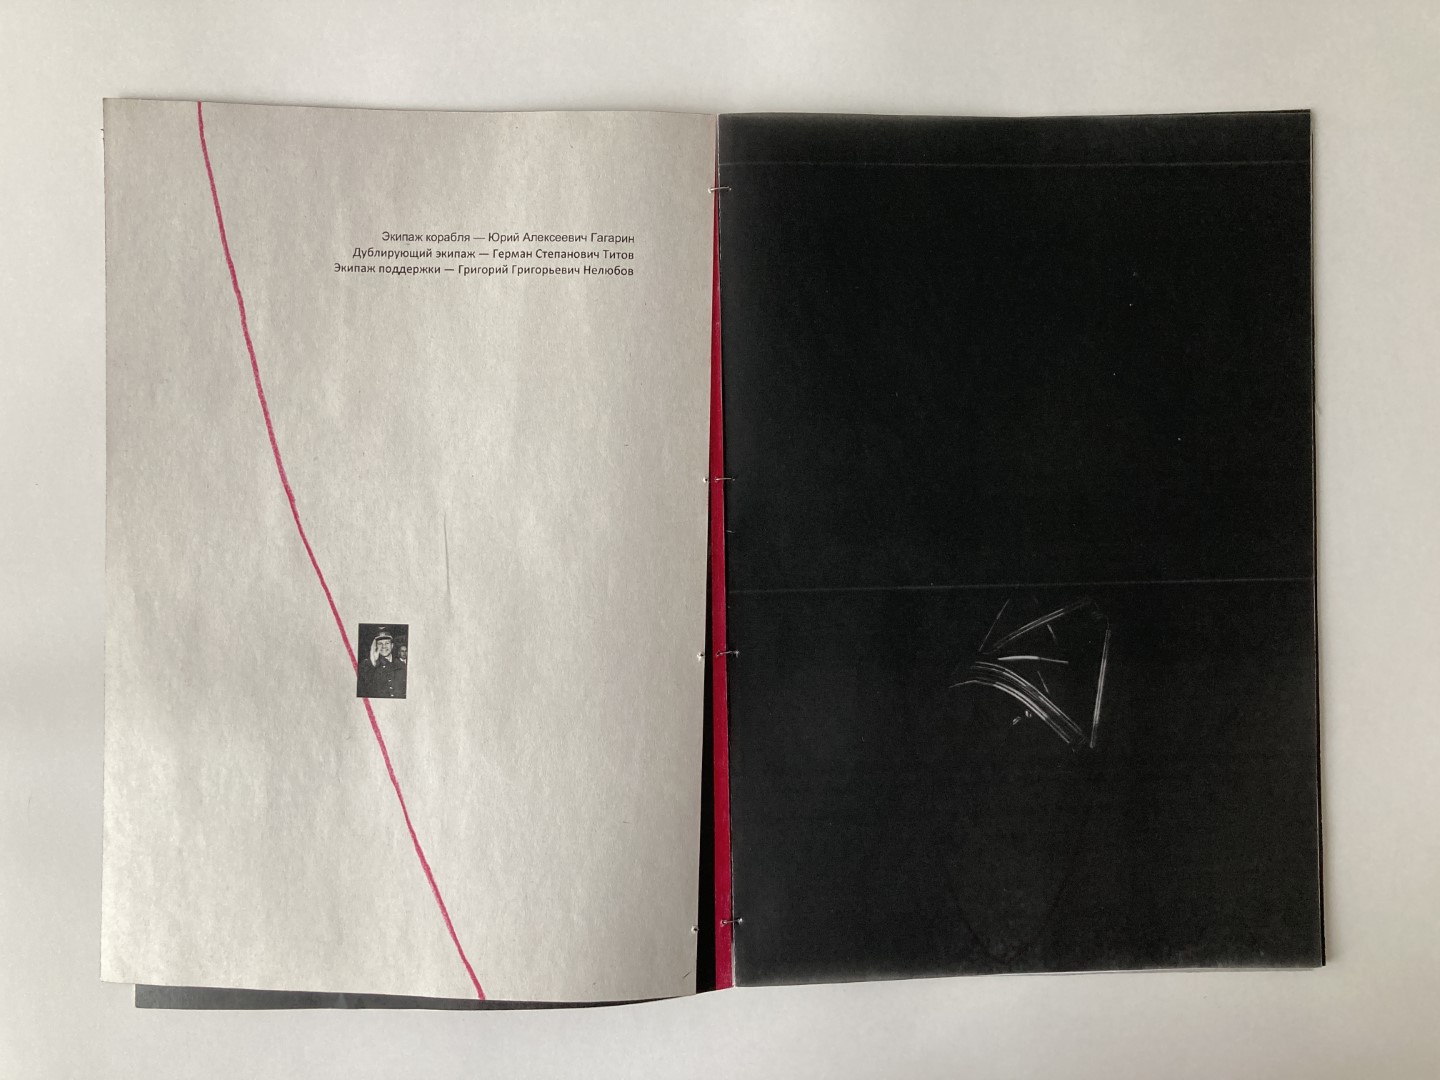 Экипаж корабля — Юрий Алексеевич Гагарин
Дублирующий экипаж — Герман Степанович Титов
Экипаж поддержки — Григорий Григорьевич Нелюбов